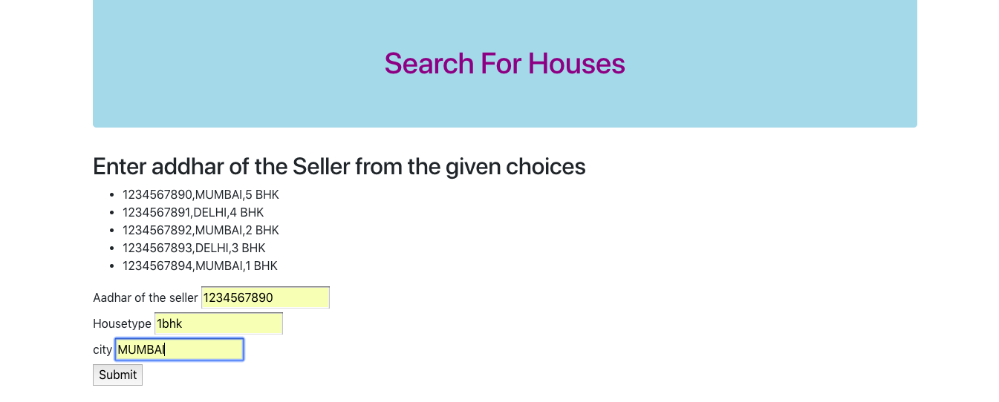 Search For Houses
Enter addhar of the Seller from the given choices
• 1234567890,MUMBAI,5 BHK
• 1234567891,DELHI,4 BHK
• 1234567892,MUMBAI,2 BHK
• 1234567893,DELHI,3 BHK
• 1234567894,MUMBAI,1 BHK
Aadhar of the seller 1234567890
Housetype 1bhk
city MUMBAI
Submit